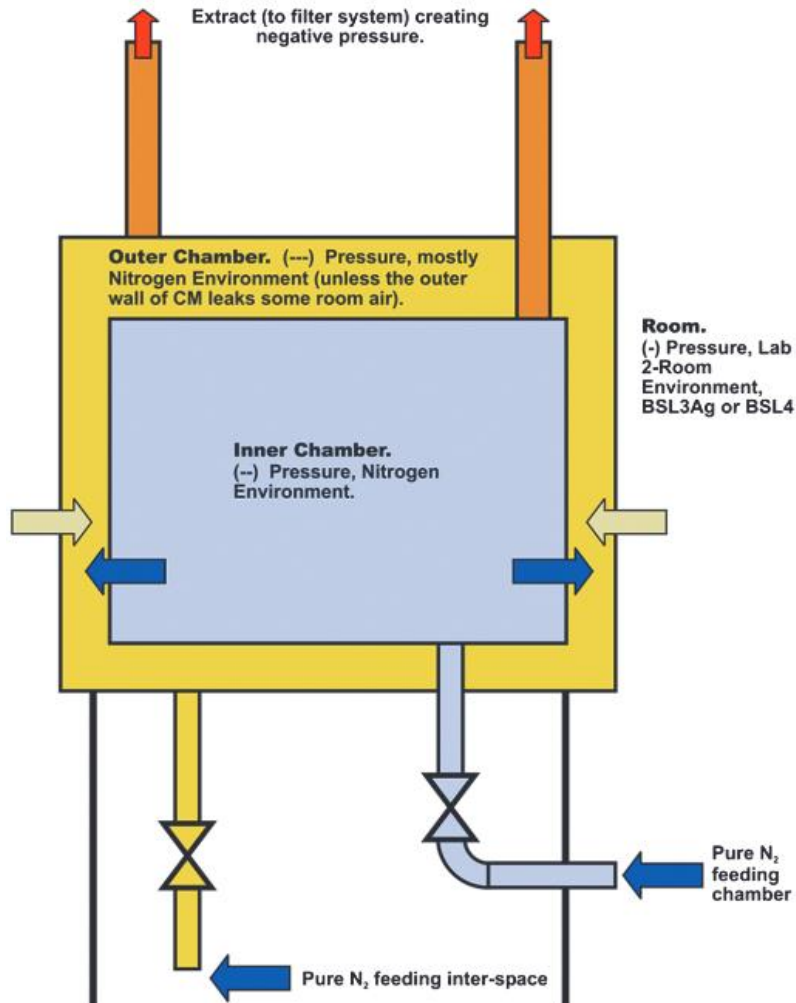 Extract (to filter system) creating
negative pressure.
Outer Chamber. (---) Pressure, mostly
Nitrogen Environment (unless the outer
wall of CM leaks some room air).
Room.
(-) Pressure, Lab
2-Room
Environment,
BSL3Ag or BSL4
Inner Chamber.
(--) Pressure, Nitrogen
Environment.
Pure N₂
feeding
chamber
Pure N₂ feeding inter-space